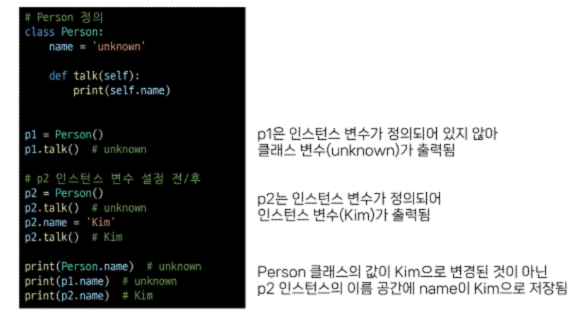 # Person 정의
class Person:
    name = 'unknown'
    def talk(self):
        print(self.name)
p1 = Person()
p1.talk()  # unknown
# p2 인스턴스 변수 설정 전/후
p2 = Person()
p2.talk()  # unknown
p2.name = 'Kim'
p2.talk()  # Kim
print(Person.name)  # unknown
print(p1.name)  # unknown
print(p2.name)  # Kim
p1은 인스턴스 변수가 정의되어 있지 않아
클래스 변수(unknown)가 출력됨
p2는 인스턴스 변수가 정의되어
인스턴스 변수(Kim)가 출력됨
Person 클래스의 값이 Kim으로 변경된 것이 아닌
p2 인스턴스의 이름 공간에 name이 Kim으로 저장됨